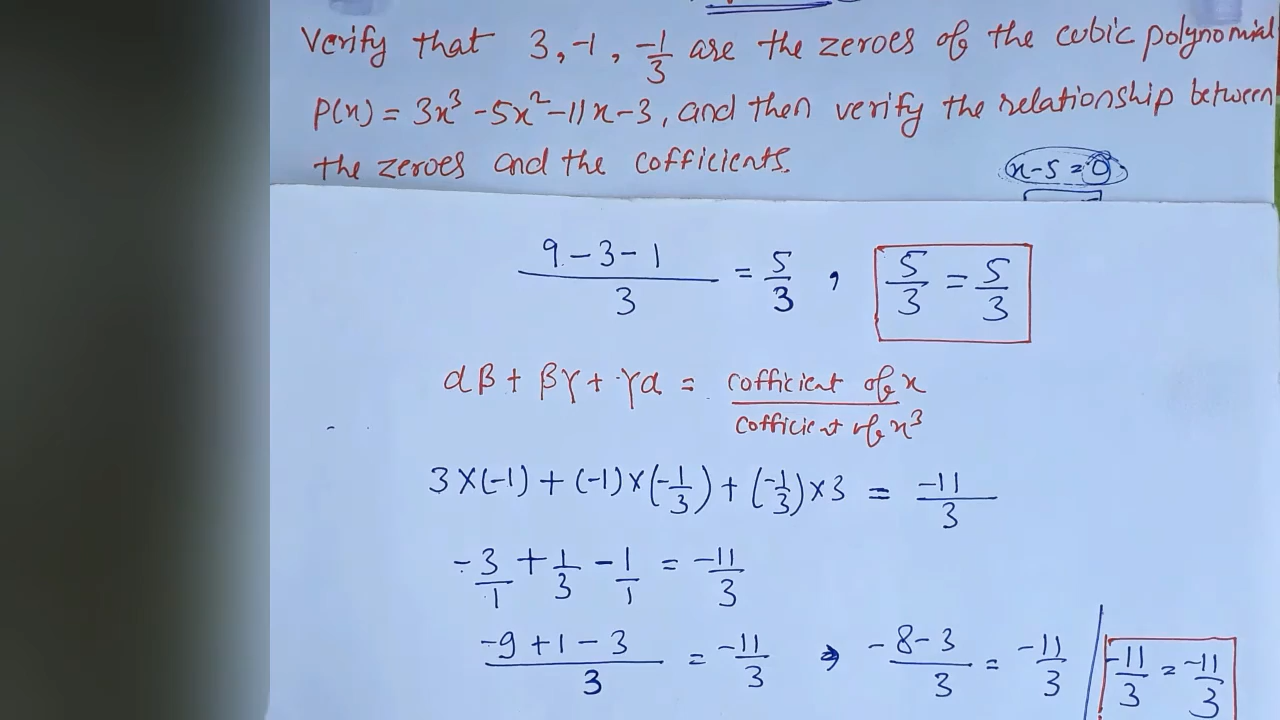 Verify that 3, -1, -1/3 are the zeroes of the cubic polynomial
P(x) = 3x³ - 5x² - 11x - 3, and then verify the relationship between
the zeroes and the cofficients.
x - 5 = 0
9 - 3 - 1 / 3 = 5/3 , 5/3 = 5/3
αβ + βγ + γα = cofficient of x / cofficient of x³
3 × (-1) + (-1) × (-1/3) + (-1/3) × 3 = -11/3
-3/1 + 1/3 - 1/1 = -11/3
-9 + 1 - 3 / 3 = -11/3 → -8 - 3 / 3 = -11/3 | -11/3 = -11/3